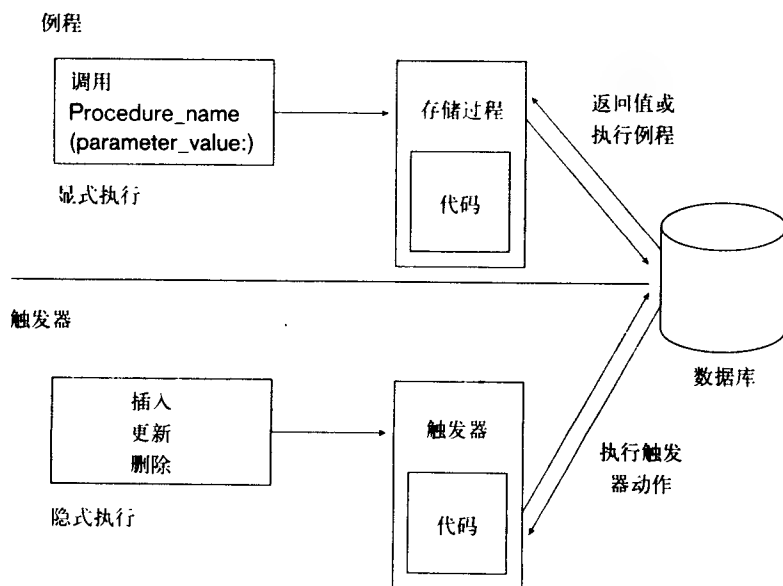 例程
调用
Procedure_name
(parameter_value:)
显式执行
存储过程
代码
返回值或
执行例程
触发器
插入
更新
删除
隐式执行
触发器
代码
执行触发
器动作
数据库